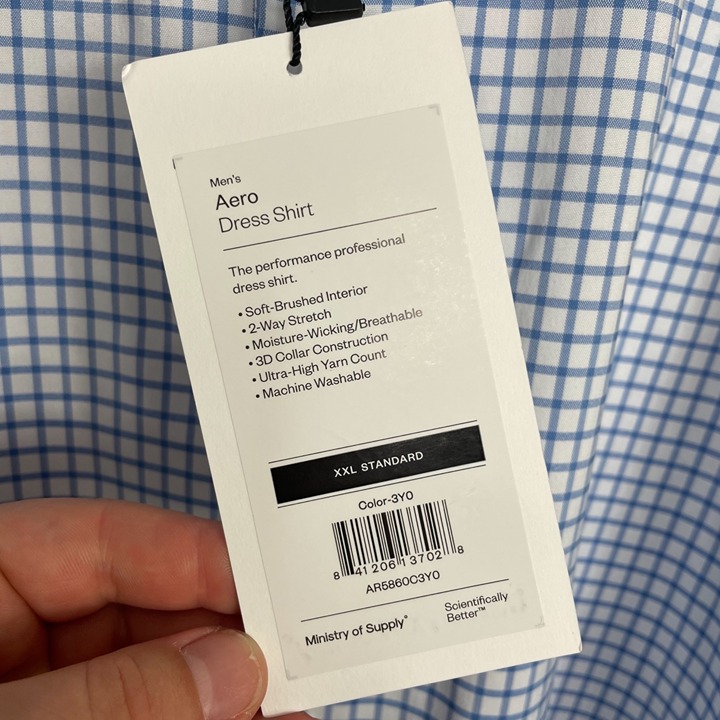 Men's
Aero
Dress Shirt
The performance professional
dress shirt.
• Soft-Brushed Interior
• 2-Way Stretch
• Moisture-Wicking/Breathable
• 3D Collar Construction
• Ultra-High Yarn Count
• Machine Washable
XXL STANDARD
Color-3Y0
8 41206 13702 8
AR5860C3Y0
Ministry of Supply°
Scientifically
Better™